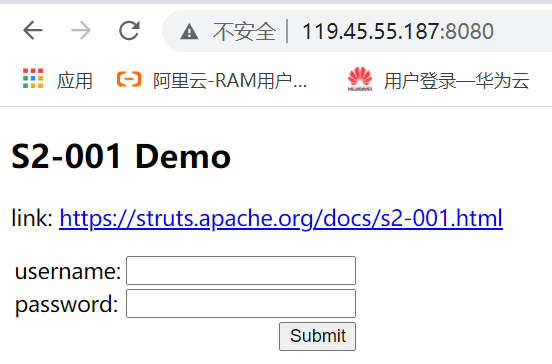 不安全 | 119.45.55.187:8080
应用 阿里云-RAM用户... HUAWEI 用户登录—华为云
S2-001 Demo
link: https://struts.apache.org/docs/s2-001.html
username:
password:
Submit